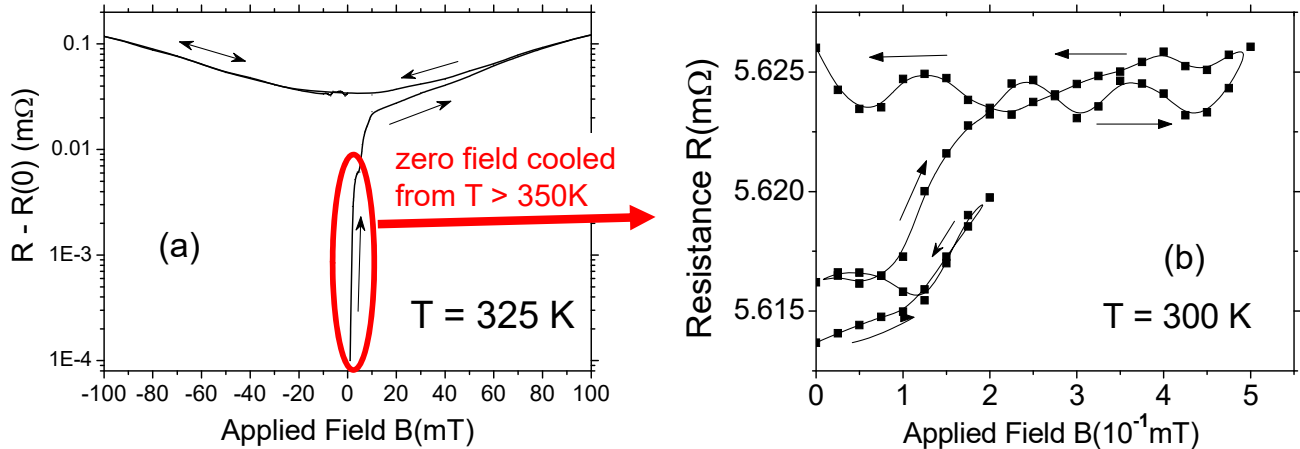 R - R(0) (mΩ)
0.1
0.01
1E-3
1E-4
-100 -80 -60 -40 -20 0 20 40 60 80 100
Applied Field B(mT)
(a)
T = 325 K
zero field cooled
from T > 350K
Resistance R(mΩ)
5.625
5.620
5.615
0 1 2 3 4 5
Applied Field B(10⁻¹mT)
(b)
T = 300 K